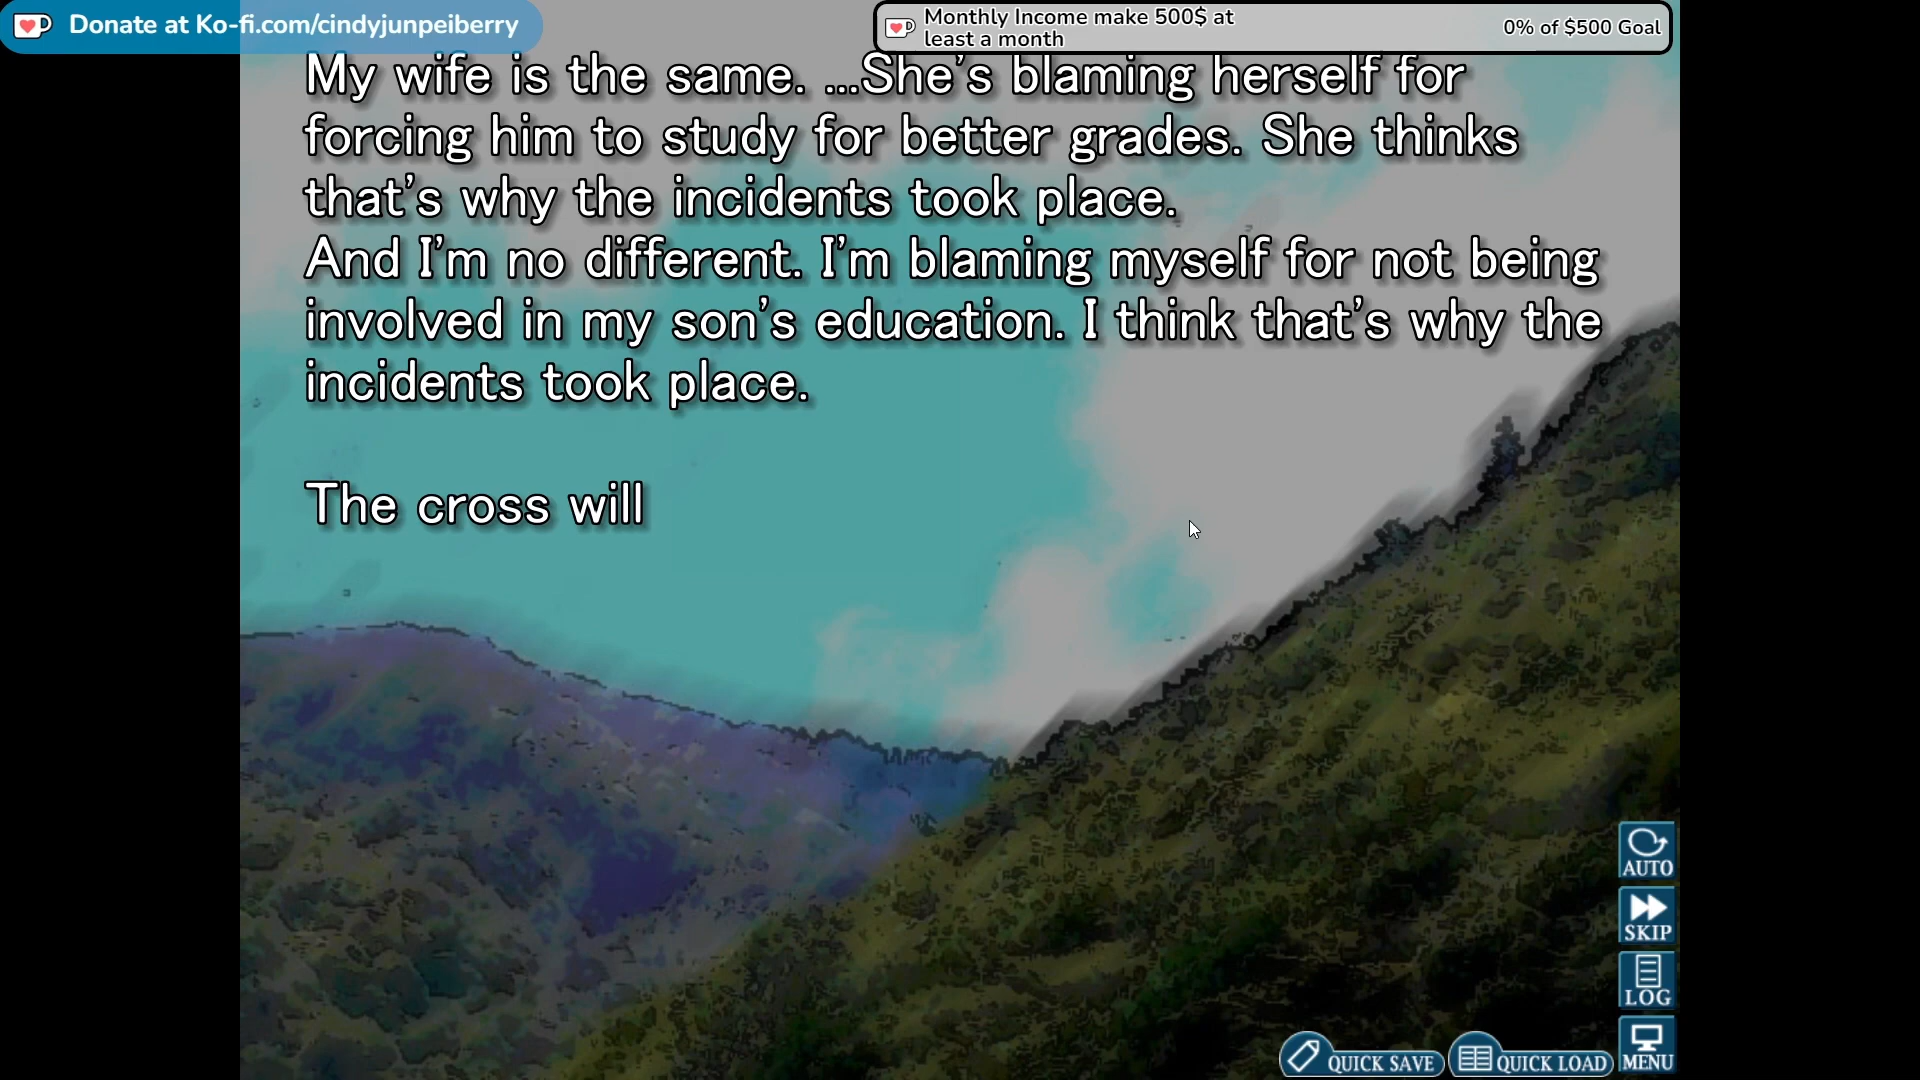 Donate at Ko-fi.com/cindyjunpeiberry
Monthly Income make 500$ at
least a month
0% of $500 Goal
My wife is the same. ...She's blaming herself for
forcing him to study for better grades. She thinks
that's why the incidents took place.
And I'm no different. I'm blaming myself for not being
involved in my son's education. I think that's why the
incidents took place.
The cross will
AUTO
SKIP
LOG
MENU
QUICK SAVE
QUICK LOAD